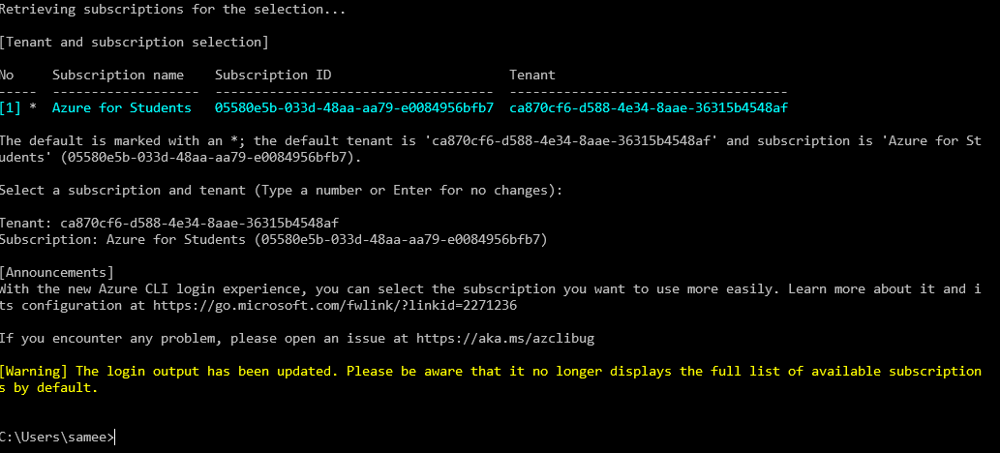 Retrieving subscriptions for the selection...
[Tenant and subscription selection]
No     Subscription name    Subscription ID                       Tenant
-----  -------------------  ------------------------------------  ------------------------------------
[1] *  Azure for Students   05580e5b-033d-48aa-aa79-e0084956bfb7  ca870cf6-d588-4e34-8aae-36315b4548af
The default is marked with an *; the default tenant is 'ca870cf6-d588-4e34-8aae-36315b4548af' and subscription is 'Azure for St
udents' (05580e5b-033d-48aa-aa79-e0084956bfb7).
Select a subscription and tenant (Type a number or Enter for no changes):
Tenant: ca870cf6-d588-4e34-8aae-36315b4548af
Subscription: Azure for Students (05580e5b-033d-48aa-aa79-e0084956bfb7)
[Announcements]
With the new Azure CLI login experience, you can select the subscription you want to use more easily. Learn more about it and i
ts configuration at https://go.microsoft.com/fwlink/?linkid=2271236
If you encounter any problem, please open an issue at https://aka.ms/azclibug
[Warning] The login output has been updated. Please be aware that it no longer displays the full list of available subscription
s by default.
C:\Users\samee>